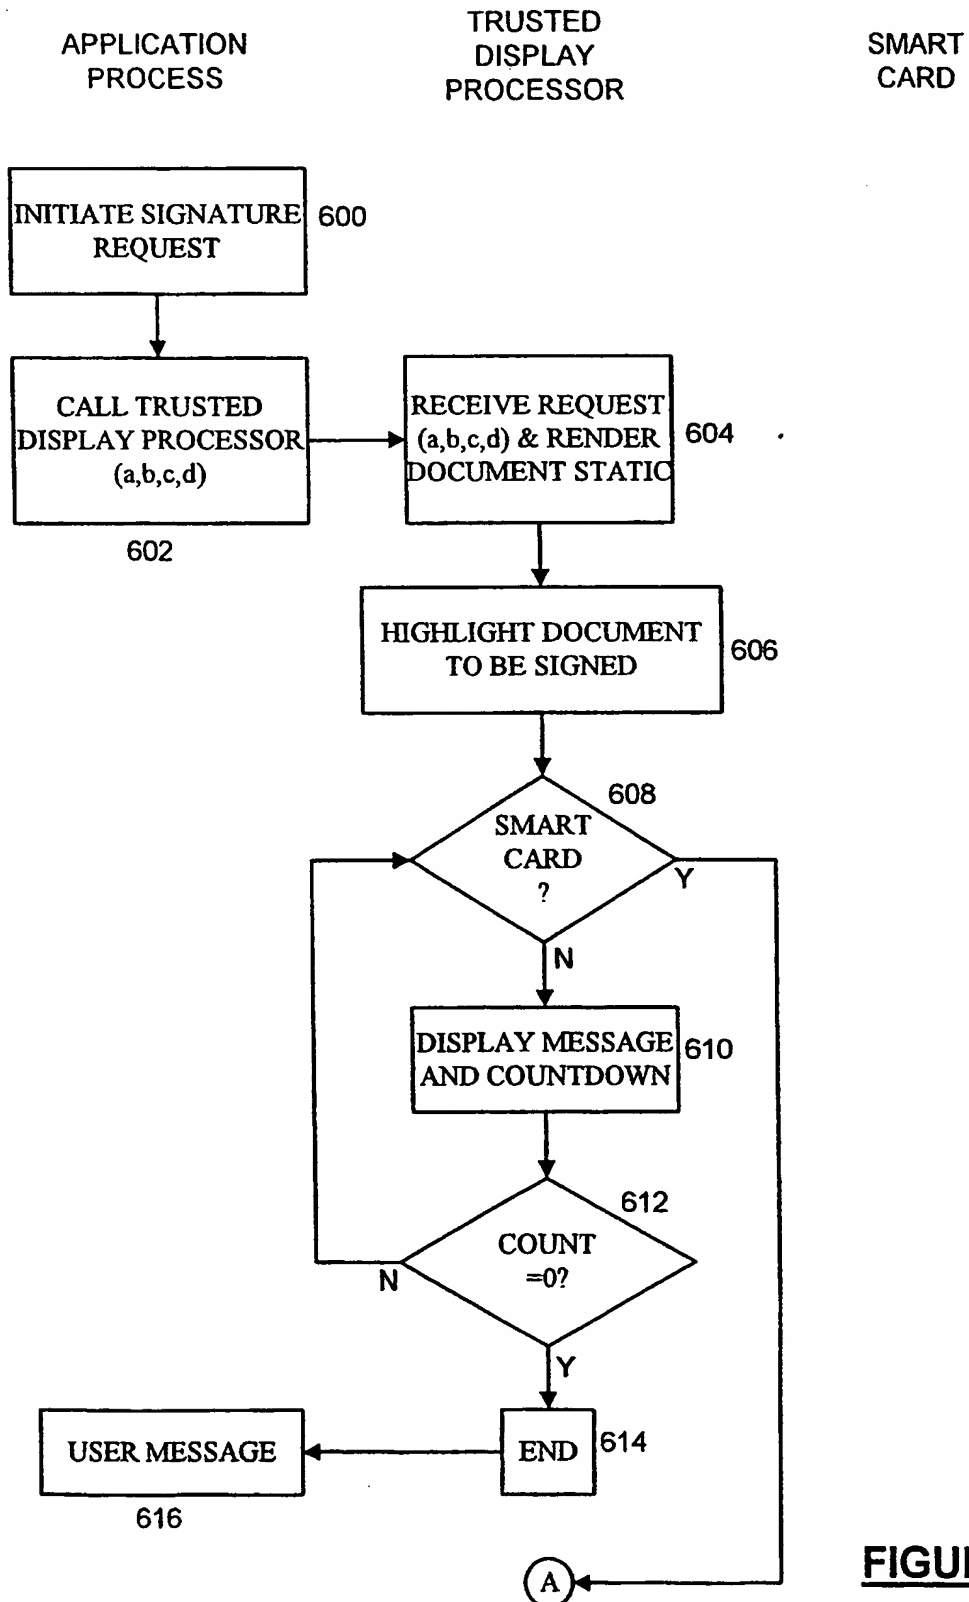 APPLICATION
PROCESS
TRUSTED
DISPLAY
PROCESSOR
SMART
CARD
INITIATE SIGNATURE
REQUEST
600
CALL TRUSTED
DISPLAY PROCESSOR
(a,b,c,d)
602
RECEIVE REQUEST
(a,b,c,d) & RENDER
DOCUMENT STATIC
604
HIGHLIGHT DOCUMENT
TO BE SIGNED
606
608
SMART
CARD
?
Y
N
DISPLAY MESSAGE
AND COUNTDOWN
610
612
COUNT
=0?
N
Y
END
614
USER MESSAGE
616
A